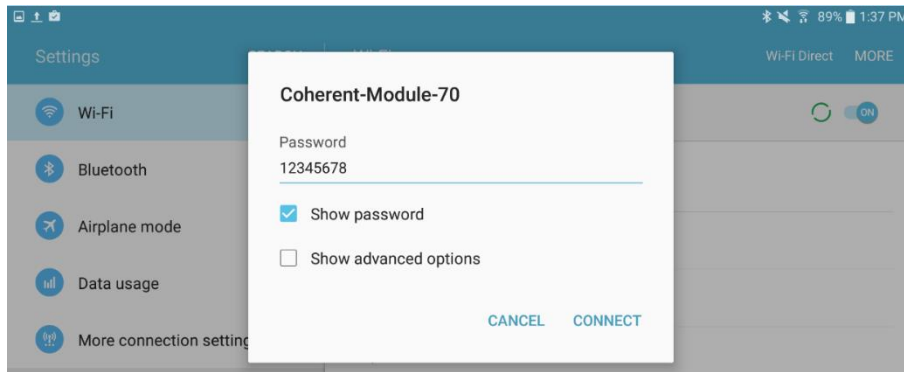 89% 1:37 PM
Settings
Wi-Fi Direct MORE
Coherent-Module-70
Wi-Fi
ON
Password
12345678
Bluetooth
Show password
Airplane mode
Show advanced options
Data usage
CANCEL CONNECT
More connection setting